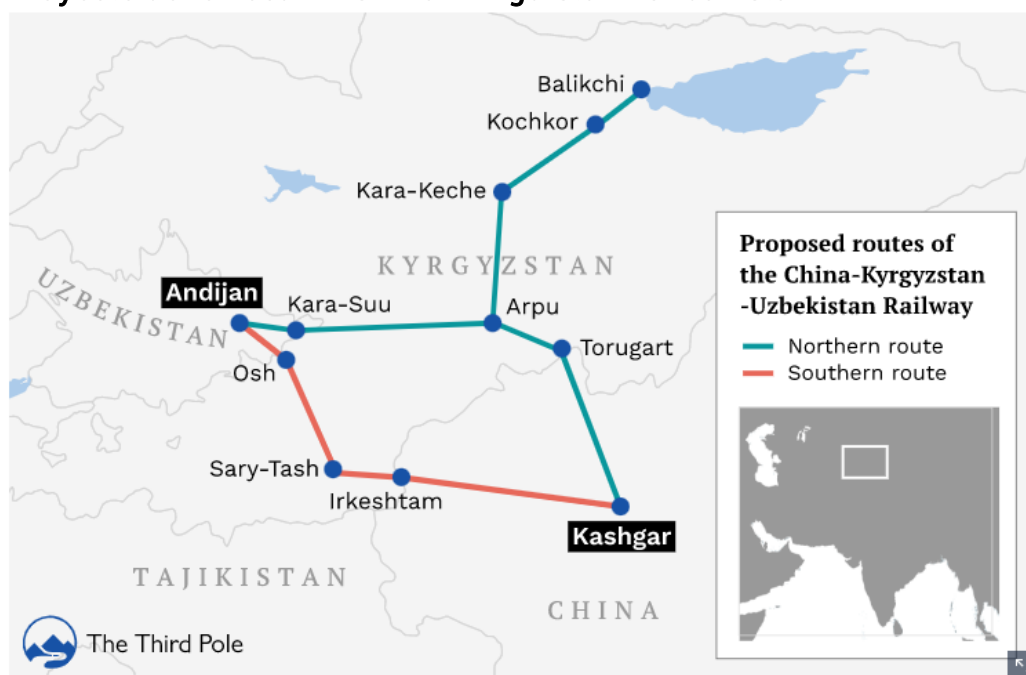 Balikchi
Kochkor
Kara-Keche
KYRGYZSTAN
UZBEKISTAN
Andijan
Kara-Suu
Arpu
Torugart
Osh
Sary-Tash
Irkeshtam
Kashgar
TAJIKISTAN
CHINA
Proposed routes of
the China-Kyrgyzstan
-Uzbekistan Railway
Northern route
Southern route
The Third Pole